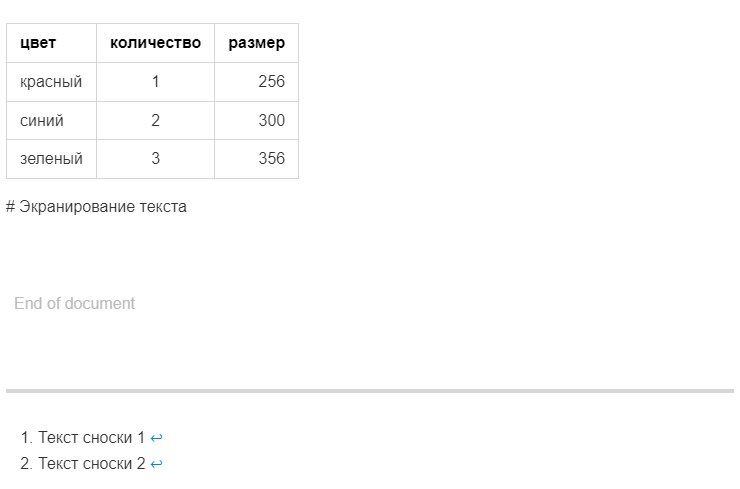 цвет количество размер
красный 1 256
синий 2 300
зеленый 3 356
# Экранирование текста
End of document
1. Текст сноски 1 ↩
2. Текст сноски 2 ↩